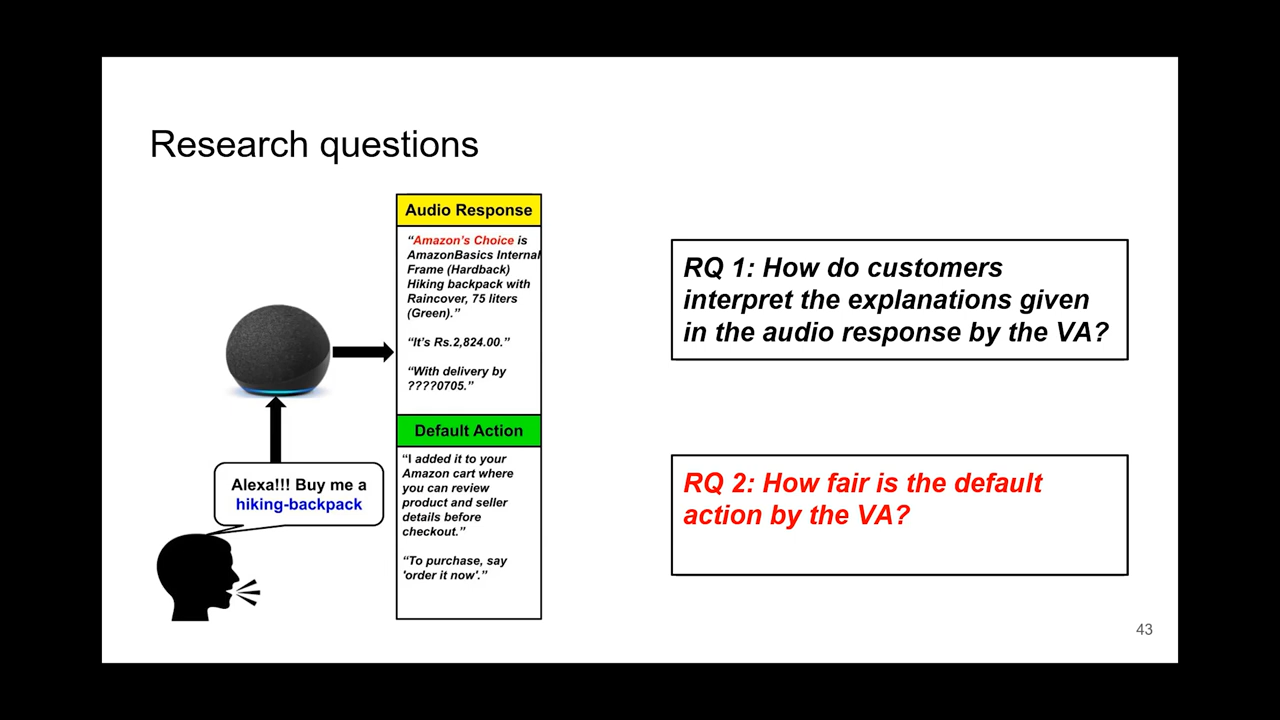 Research questions
Audio Response
“Amazon’s Choice is
AmazonBasics Internal
Frame (Hardback)
Hiking backpack with
Raincover, 75 liters
(Green).”
“It’s Rs.2,824.00.”
“With delivery by
????0705.”
Default Action
“I added it to your
Amazon cart where
you can review
product and seller
details before
checkout.”
“To purchase, say
'order it now'.”
Alexa!!! Buy me a
hiking-backpack
RQ 1: How do customers
interpret the explanations given
in the audio response by the VA?
RQ 2: How fair is the default
action by the VA?
43